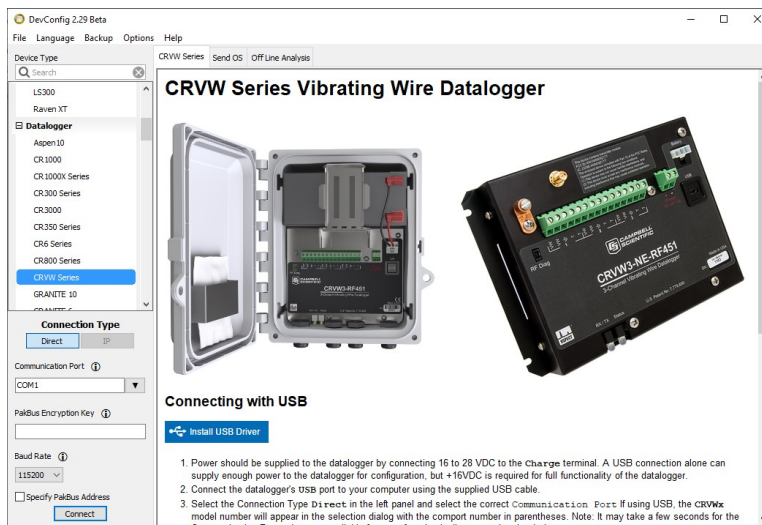 DevConfig 2.29 Beta
File Language Backup Options Help
Device Type
Search
LS300
Raven XT
Datalogger
Aspen10
CR1000
CR1000X Series
CR300 Series
CR3000
CR350 Series
CR6 Series
CR800 Series
CRVW Series
GRANITE 10
Connection Type
Direct IP
Communication Port
COM1
PakBus Encryption Key
Baud Rate
115200
Specify PakBus Address
Connect
CRVW Series Send OS Off Line Analysis
CRVW Series Vibrating Wire Datalogger
CAMPBELL SCIENTIFIC
CRVW3-RF451
CAMPBELL
SCIENTIFIC
CRVW3-NE-RF451
3-Channel Vibrating Wire Datalogger
RF Diag
Battery
USB
RX / TX Status
Connecting with USB
Install USB Driver
1. Power should be supplied to the datalogger by connecting 16 to 28 VDC to the Charge terminal. A USB connection alone can
supply enough power to the datalogger for configuration, but +16VDC is required for full functionality of the datalogger.
2. Connect the datalogger's USB port to your computer using the supplied USB cable.
3. Select the Connection Type Direct in the left panel and select the correct Communication Port If using USB, the CRVWx
model number will appear in the selection dialog with the comport number in parentheses. Note: It may take a few seconds for the